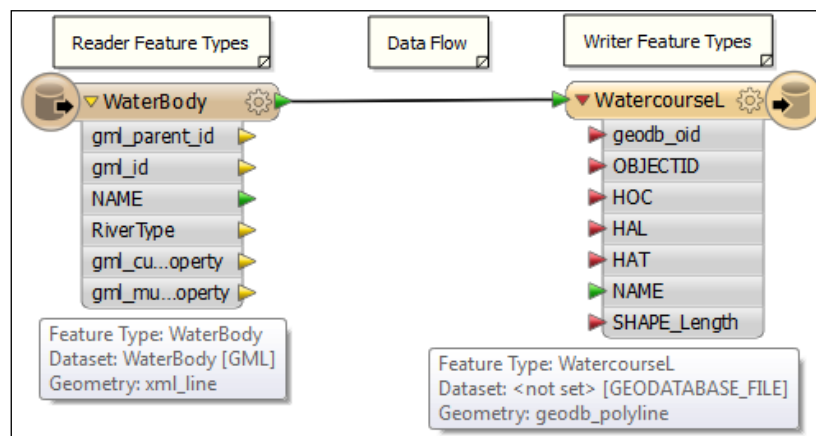 Reader Feature Types
Data Flow
Writer Feature Types
WaterBody
gml_parent_id
gml_id
NAME
RiverType
gml_cu...operty
gml_mu...operty
Feature Type: WaterBody
Dataset: WaterBody [GML]
Geometry: xml_line
WatercourseL
geodb_oid
OBJECTID
HOC
HAL
HAT
NAME
SHAPE_Length
Feature Type: WatercourseL
Dataset: <not set> [GEODATABASE_FILE]
Geometry: geodb_polyline